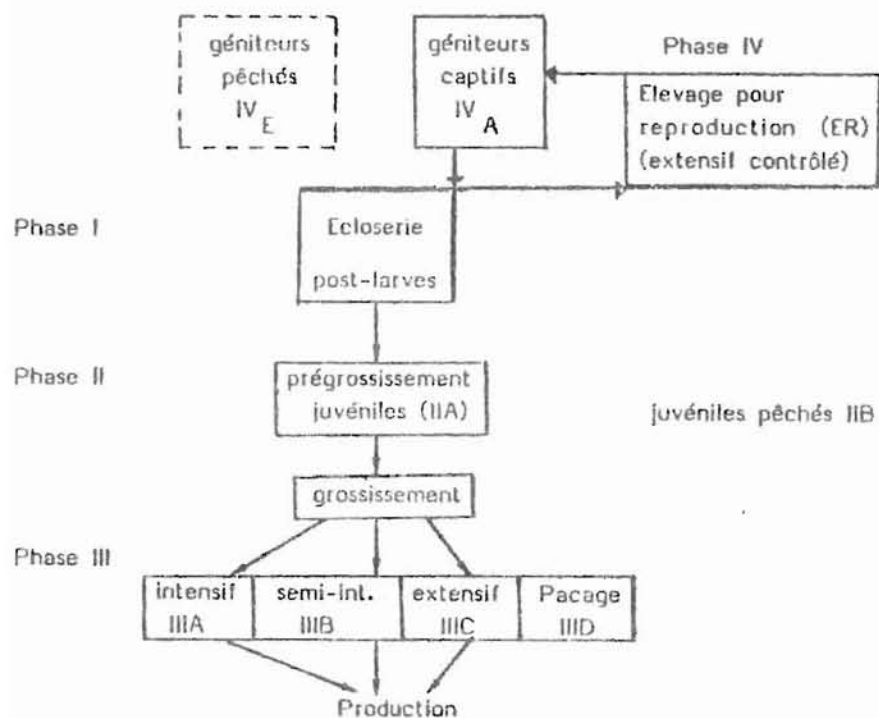 géniteurs
pêchés
IV E
géniteurs
captifs
IV A
Phase IV
Elevage pour
reproduction (ER)
(extensif contrôlé)
Phase I
Ecloserie
post-larves
Phase II
prégrossissement
juvéniles (IIA)
juvéniles pêchés IIB
grossissement
Phase III
intensif
IIIA
semi-int.
IIIB
extensif
IIIC
Pacage
IIID
Production